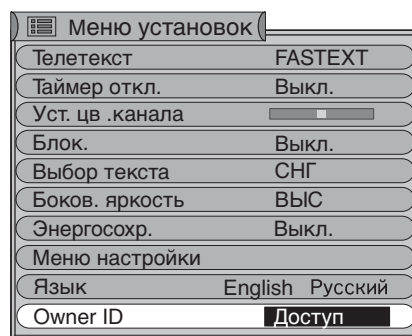 Меню установок
Телетекст FASTEXT
Таймер откл. Выкл.
Уст. цв .канала
Блок. Выкл.
Выбор текста СНГ
Боков. яркость ВЫС
Энергосохр. Выкл.
Меню настройки
Язык English Русский
Owner ID Доступ